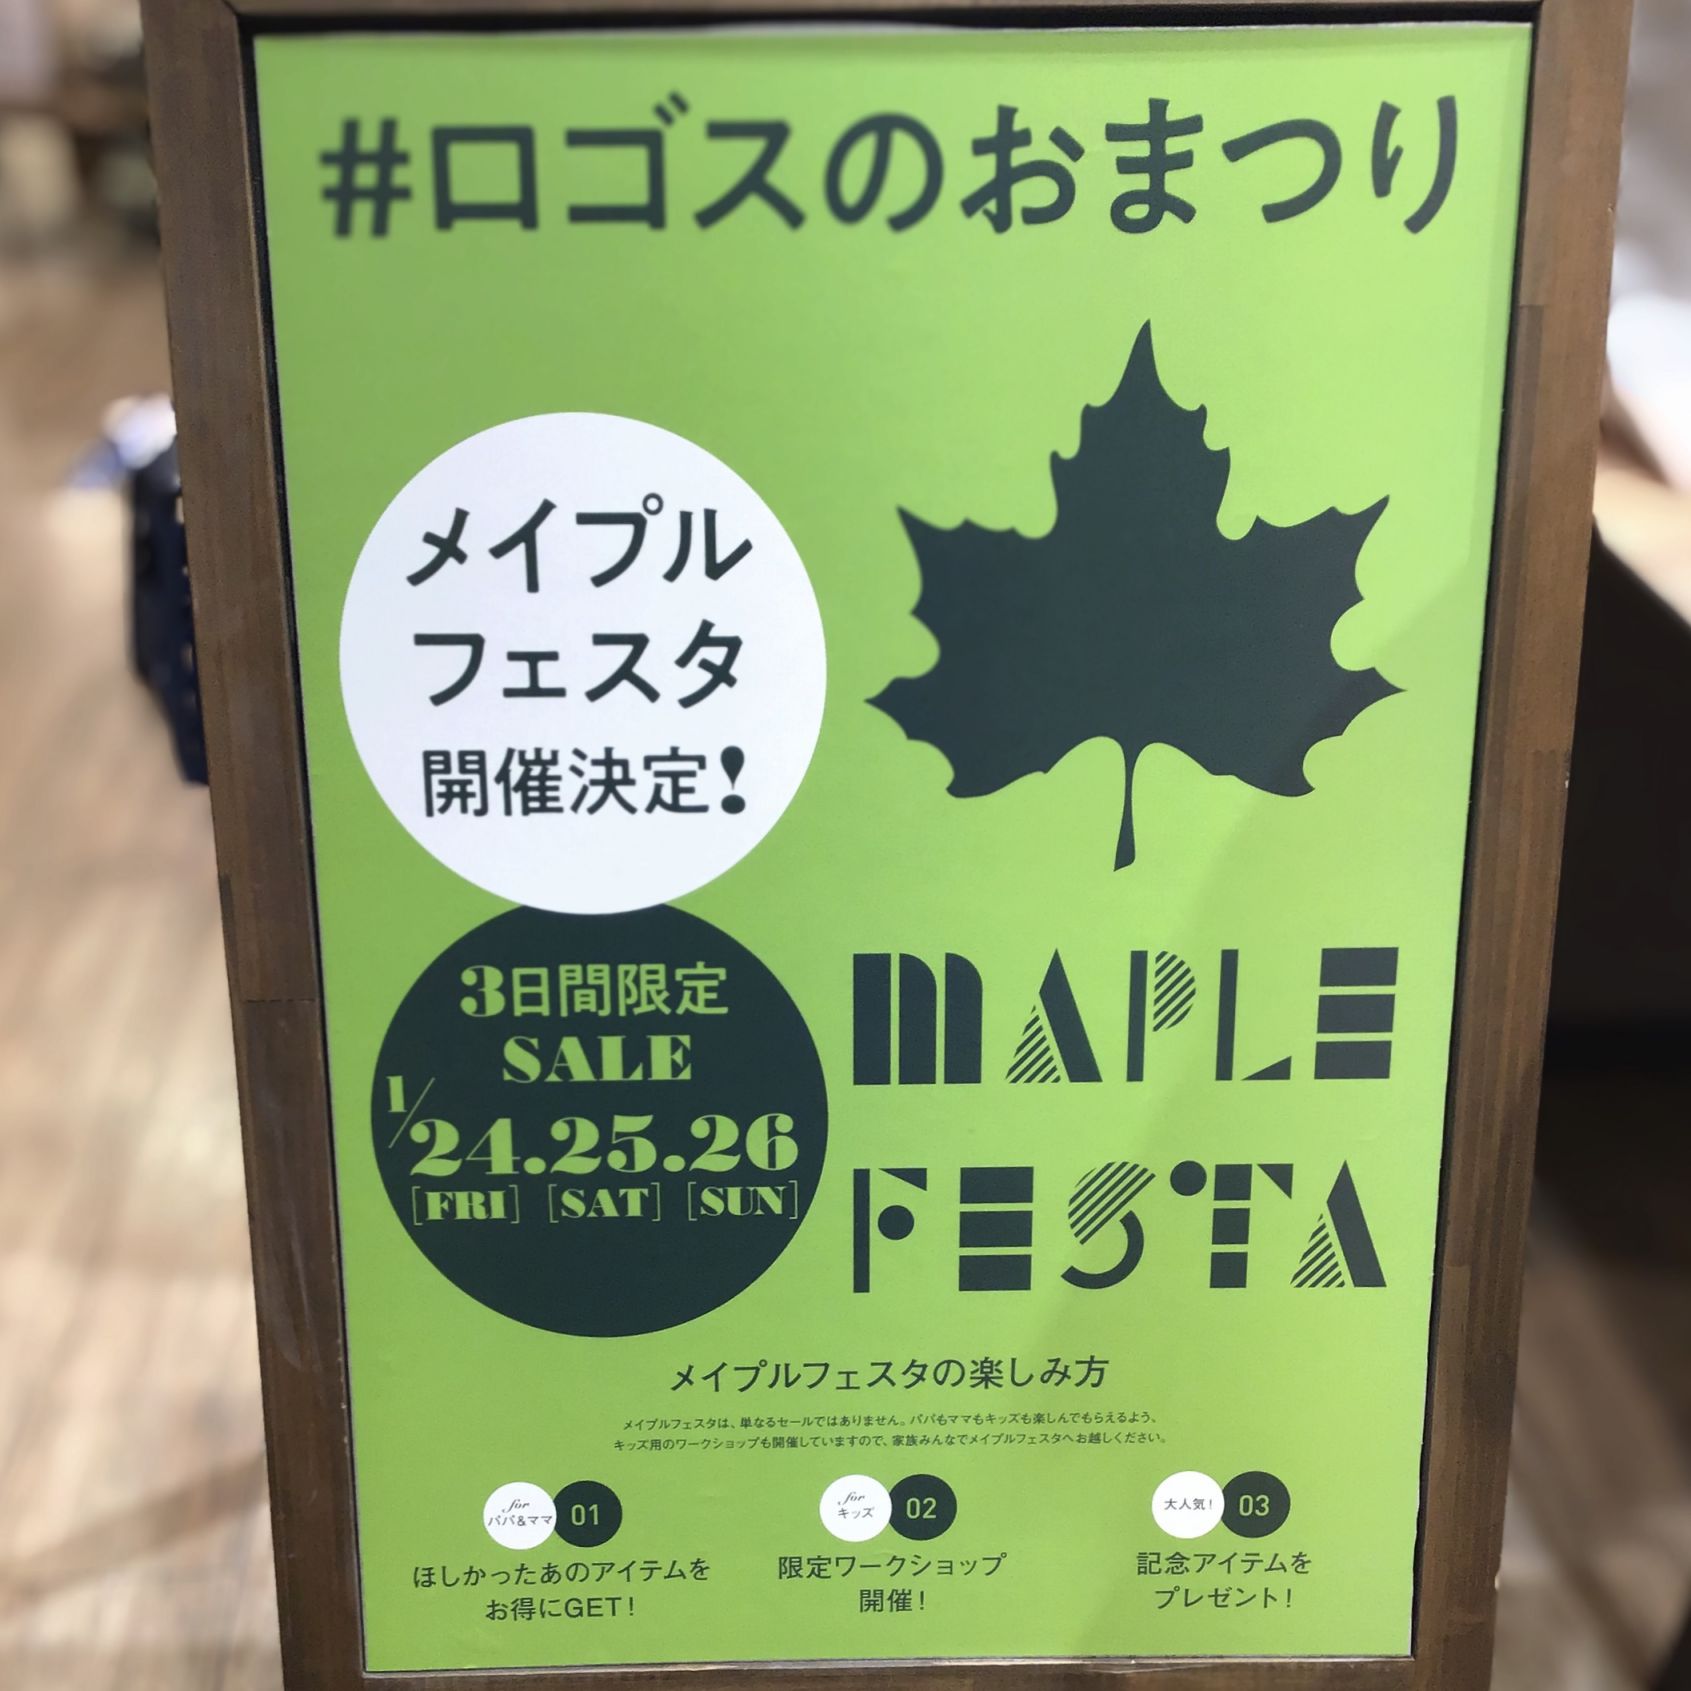 #ロゴスのおまつり
メイプル
フェスタ
開催決定!
3日間限定
SALE
1/24.25.26
[FRI] [SAT] [SUN]
MAPLE
FESTA
メイプルフェスタの楽しみ方
メイプルフェスタは、単なるセールではありません。パパもママもキッズも楽しんでもらえるよう、
キッズ用のワークショップも開催していますので、家族みんなでメイプルフェスタへお越しください。
for
パパ&ママ
01
ほしかったあのアイテムを
お得にGET!
for
キッズ
02
限定ワークショップ
開催!
大人気!
03
記念アイテムを
プレゼント!